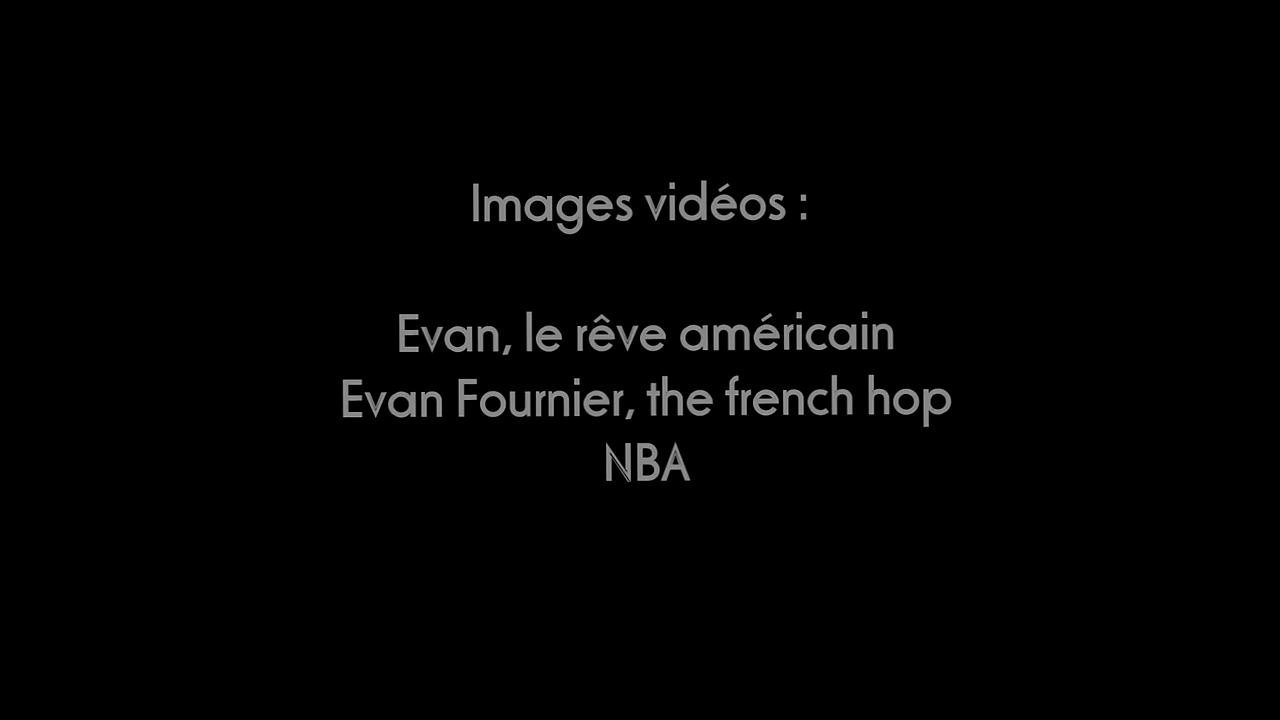 Images vidéos :
Evan, le rêve américain
Evan Fournier, the french hop
NBA